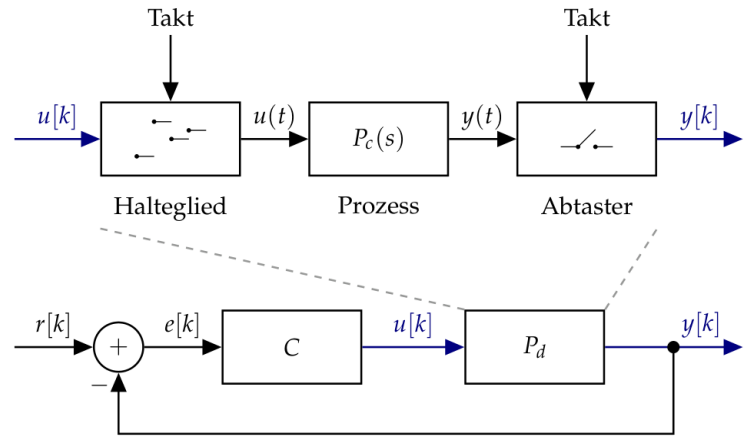 Takt Takt
u[k] u(t) P_c(s) y(t) y[k]
Halteglied Prozess Abtaster
r[k] + e[k] C u[k] P_d y[k]
−